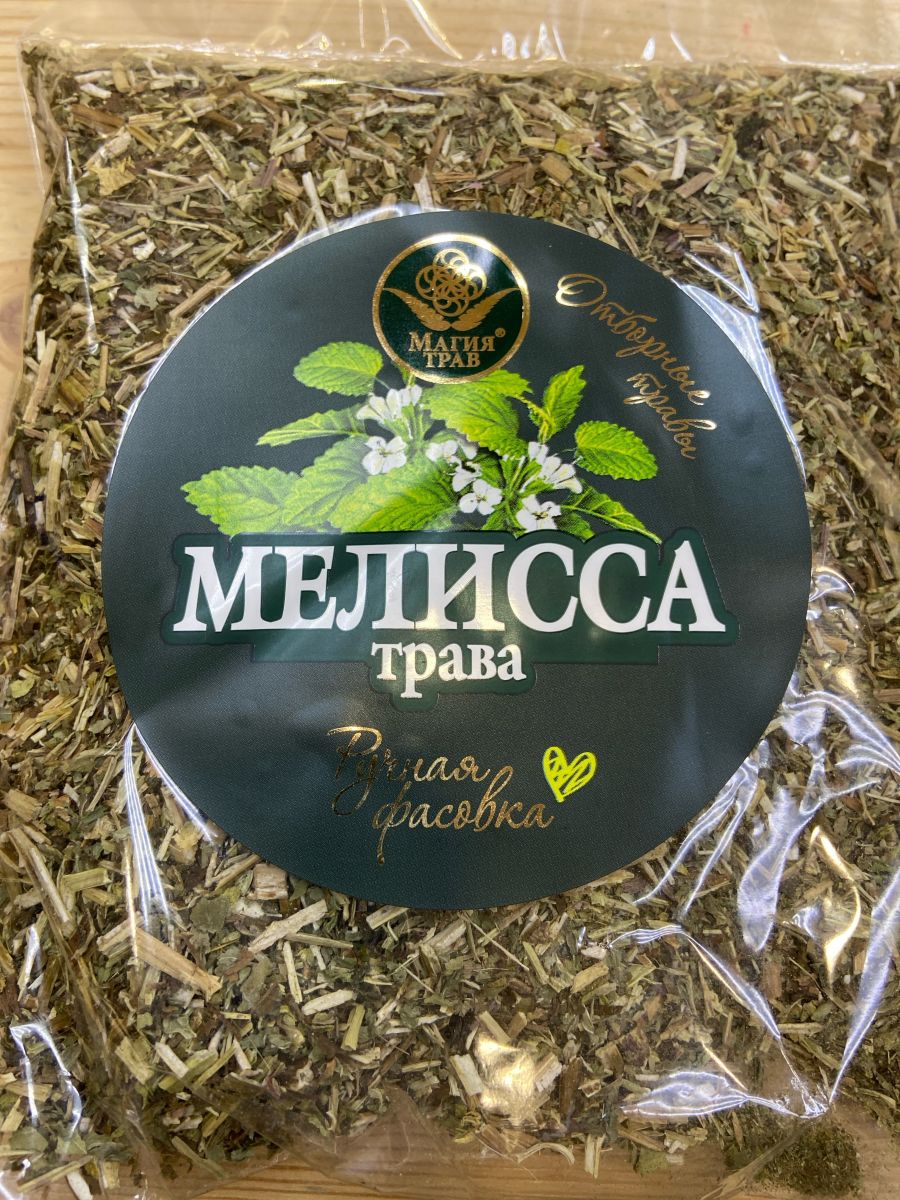 МАГИЯ®
ТРАВ
Отборные
травы
МЕЛИССА
трава
Ручная
фасовка